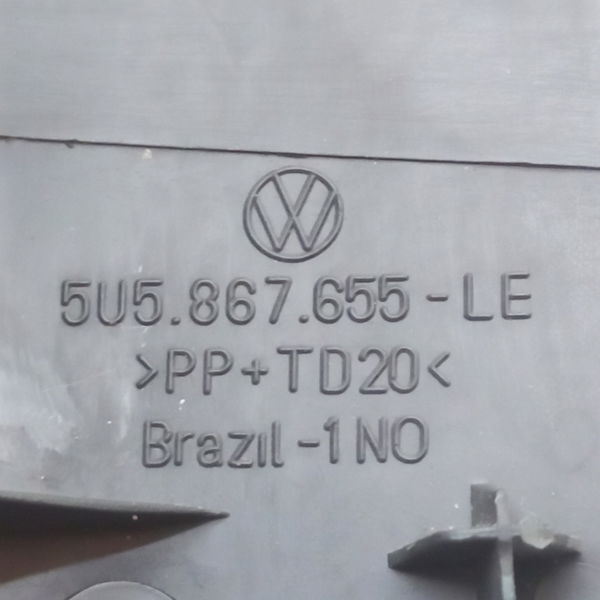 5U5.867.655-LE
>PP+TD20<
Brazil-1NO